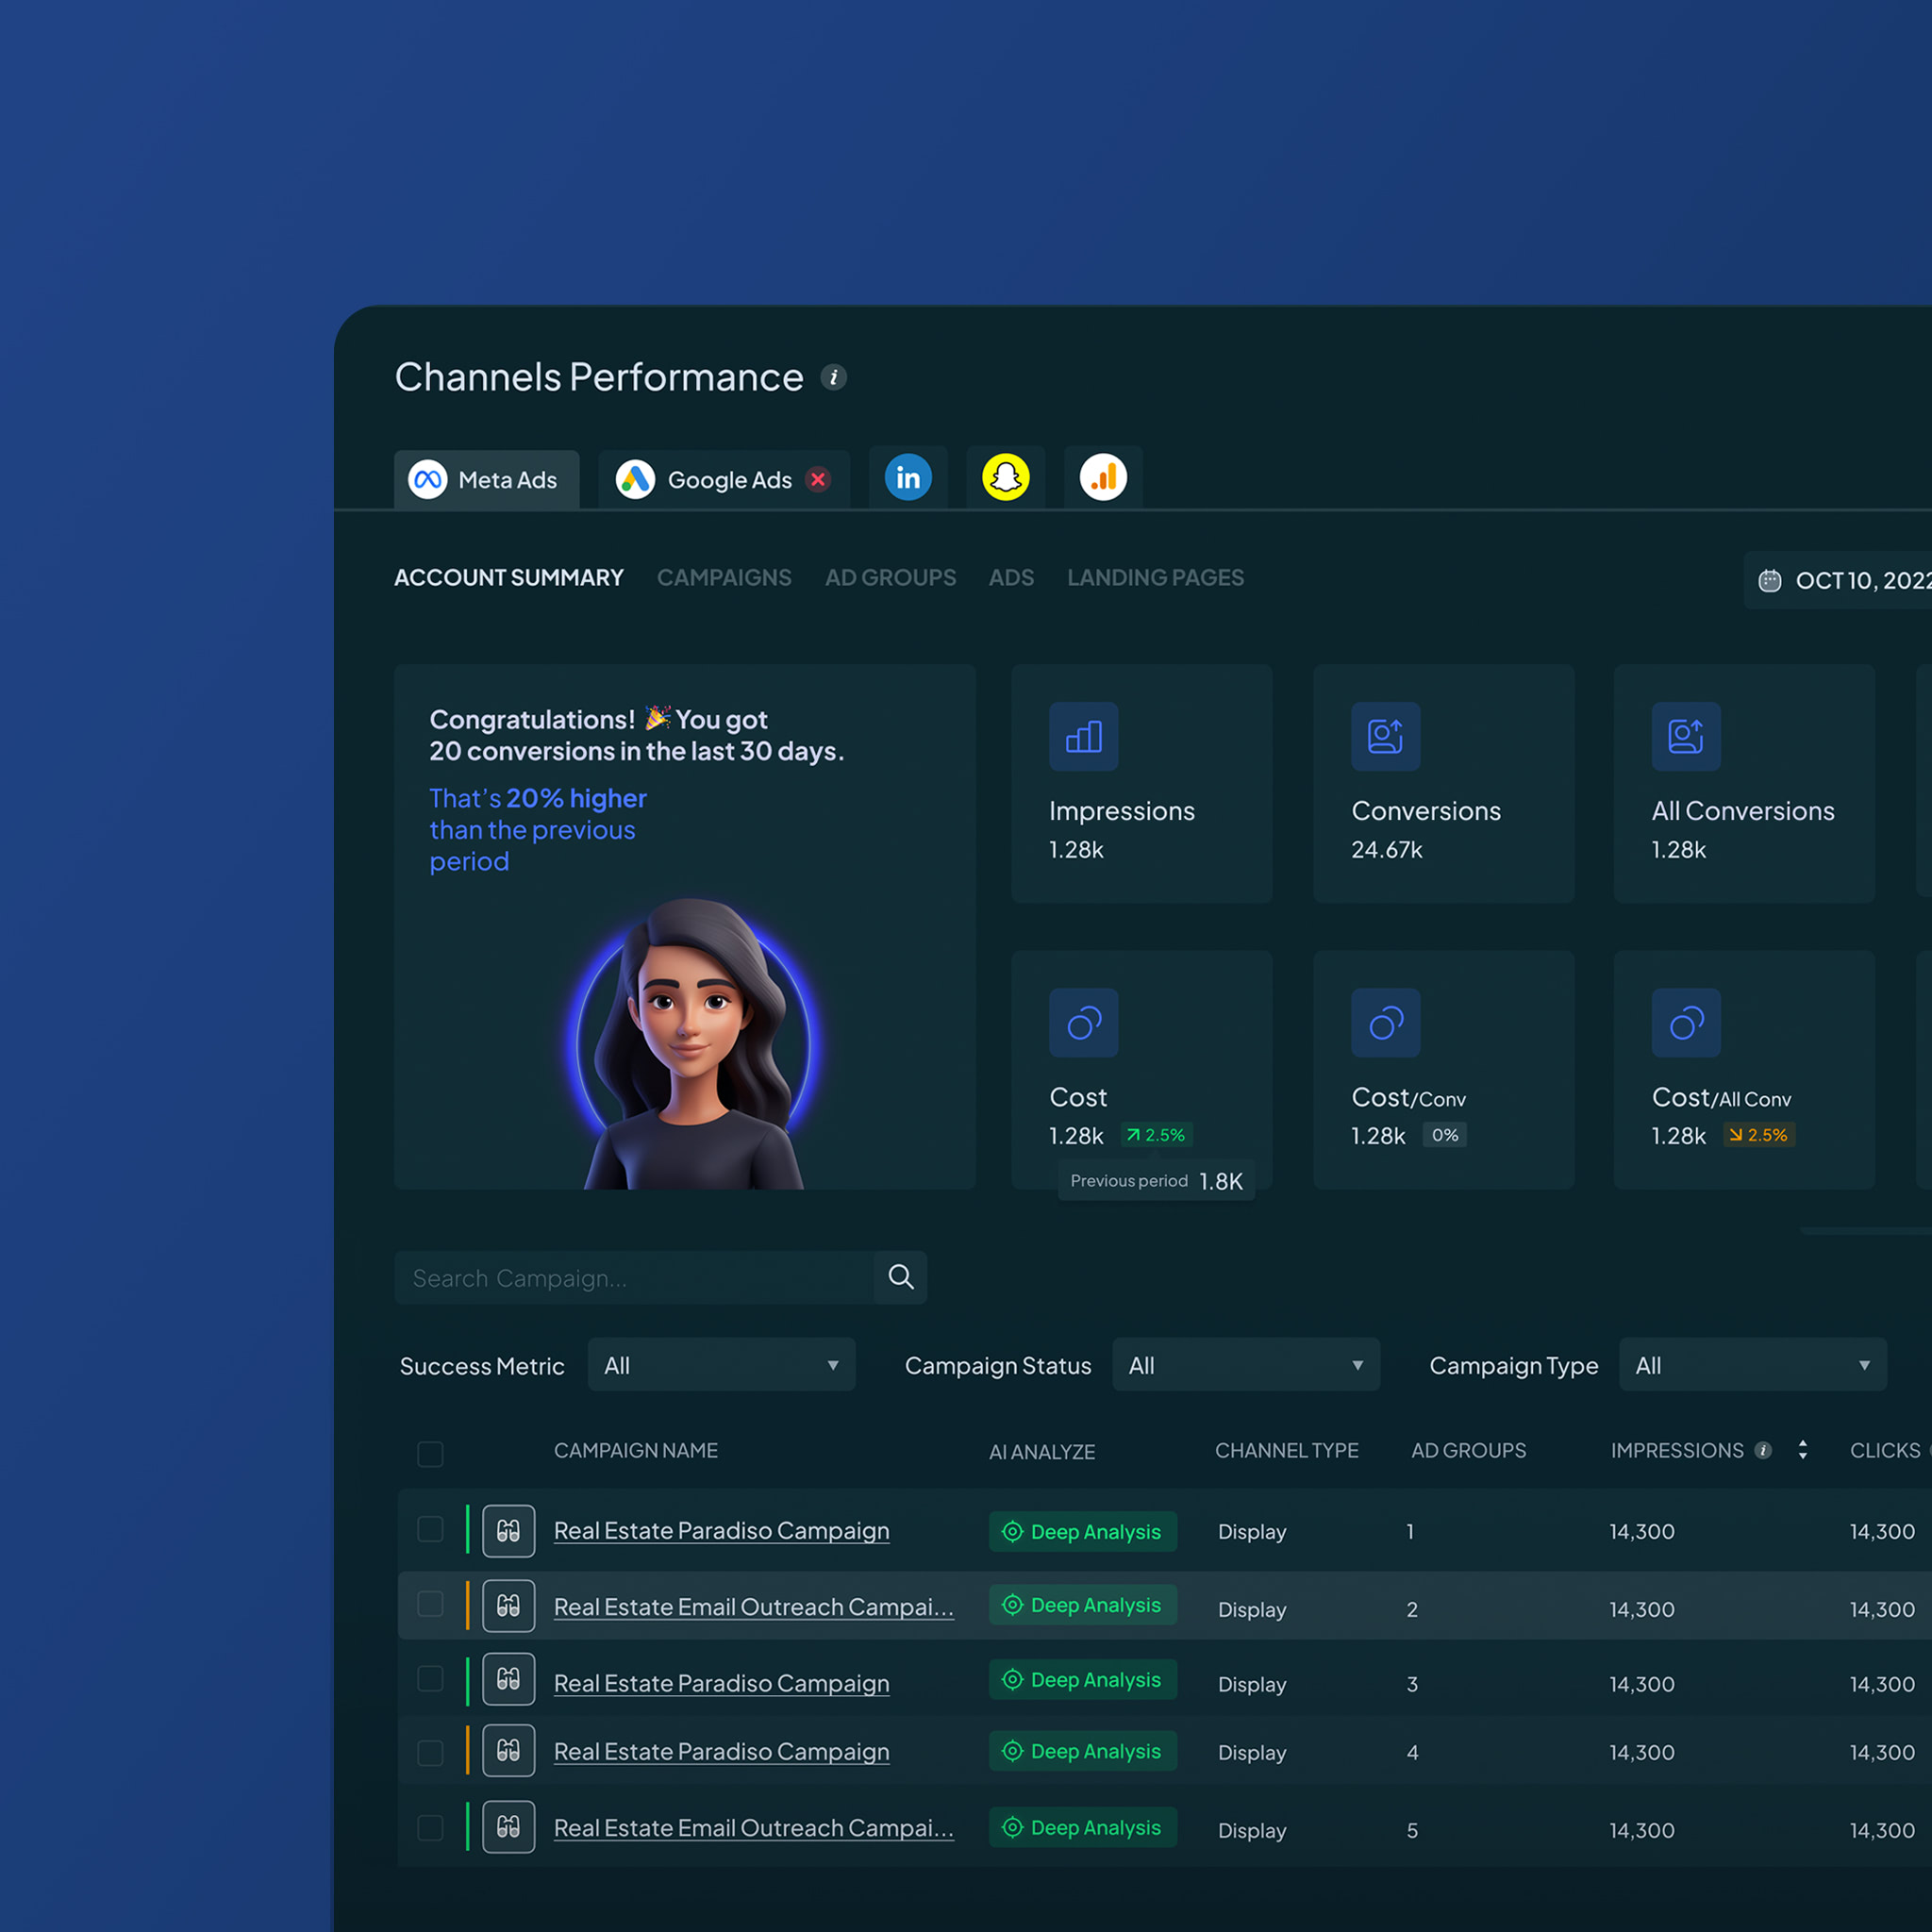 Channels Performance
Meta Ads
Google Ads
in
ACCOUNT SUMMARY CAMPAIGNS AD GROUPS ADS LANDING PAGES
OCT 10, 2022
Congratulations! 🎉 You got
20 conversions in the last 30 days.
That's 20% higher
than the previous
period
Impressions
1.28k
Conversions
24.67k
All Conversions
1.28k
Cost
1.28k 2.5%
Previous period 1.8K
Cost/Conv
1.28k 0%
Cost/All Conv
1.28k 2.5%
Search Campaign...
Success Metric All Campaign Status All Campaign Type All
CAMPAIGN NAME AI ANALYZE CHANNEL TYPE AD GROUPS IMPRESSIONS CLICKS
Real Estate Paradiso Campaign Deep Analysis Display 1 14,300 14,300
Real Estate Email Outreach Campai... Deep Analysis Display 2 14,300 14,300
Real Estate Paradiso Campaign Deep Analysis Display 3 14,300 14,300
Real Estate Paradiso Campaign Deep Analysis Display 4 14,300 14,300
Real Estate Email Outreach Campai... Deep Analysis Display 5 14,300 14,300